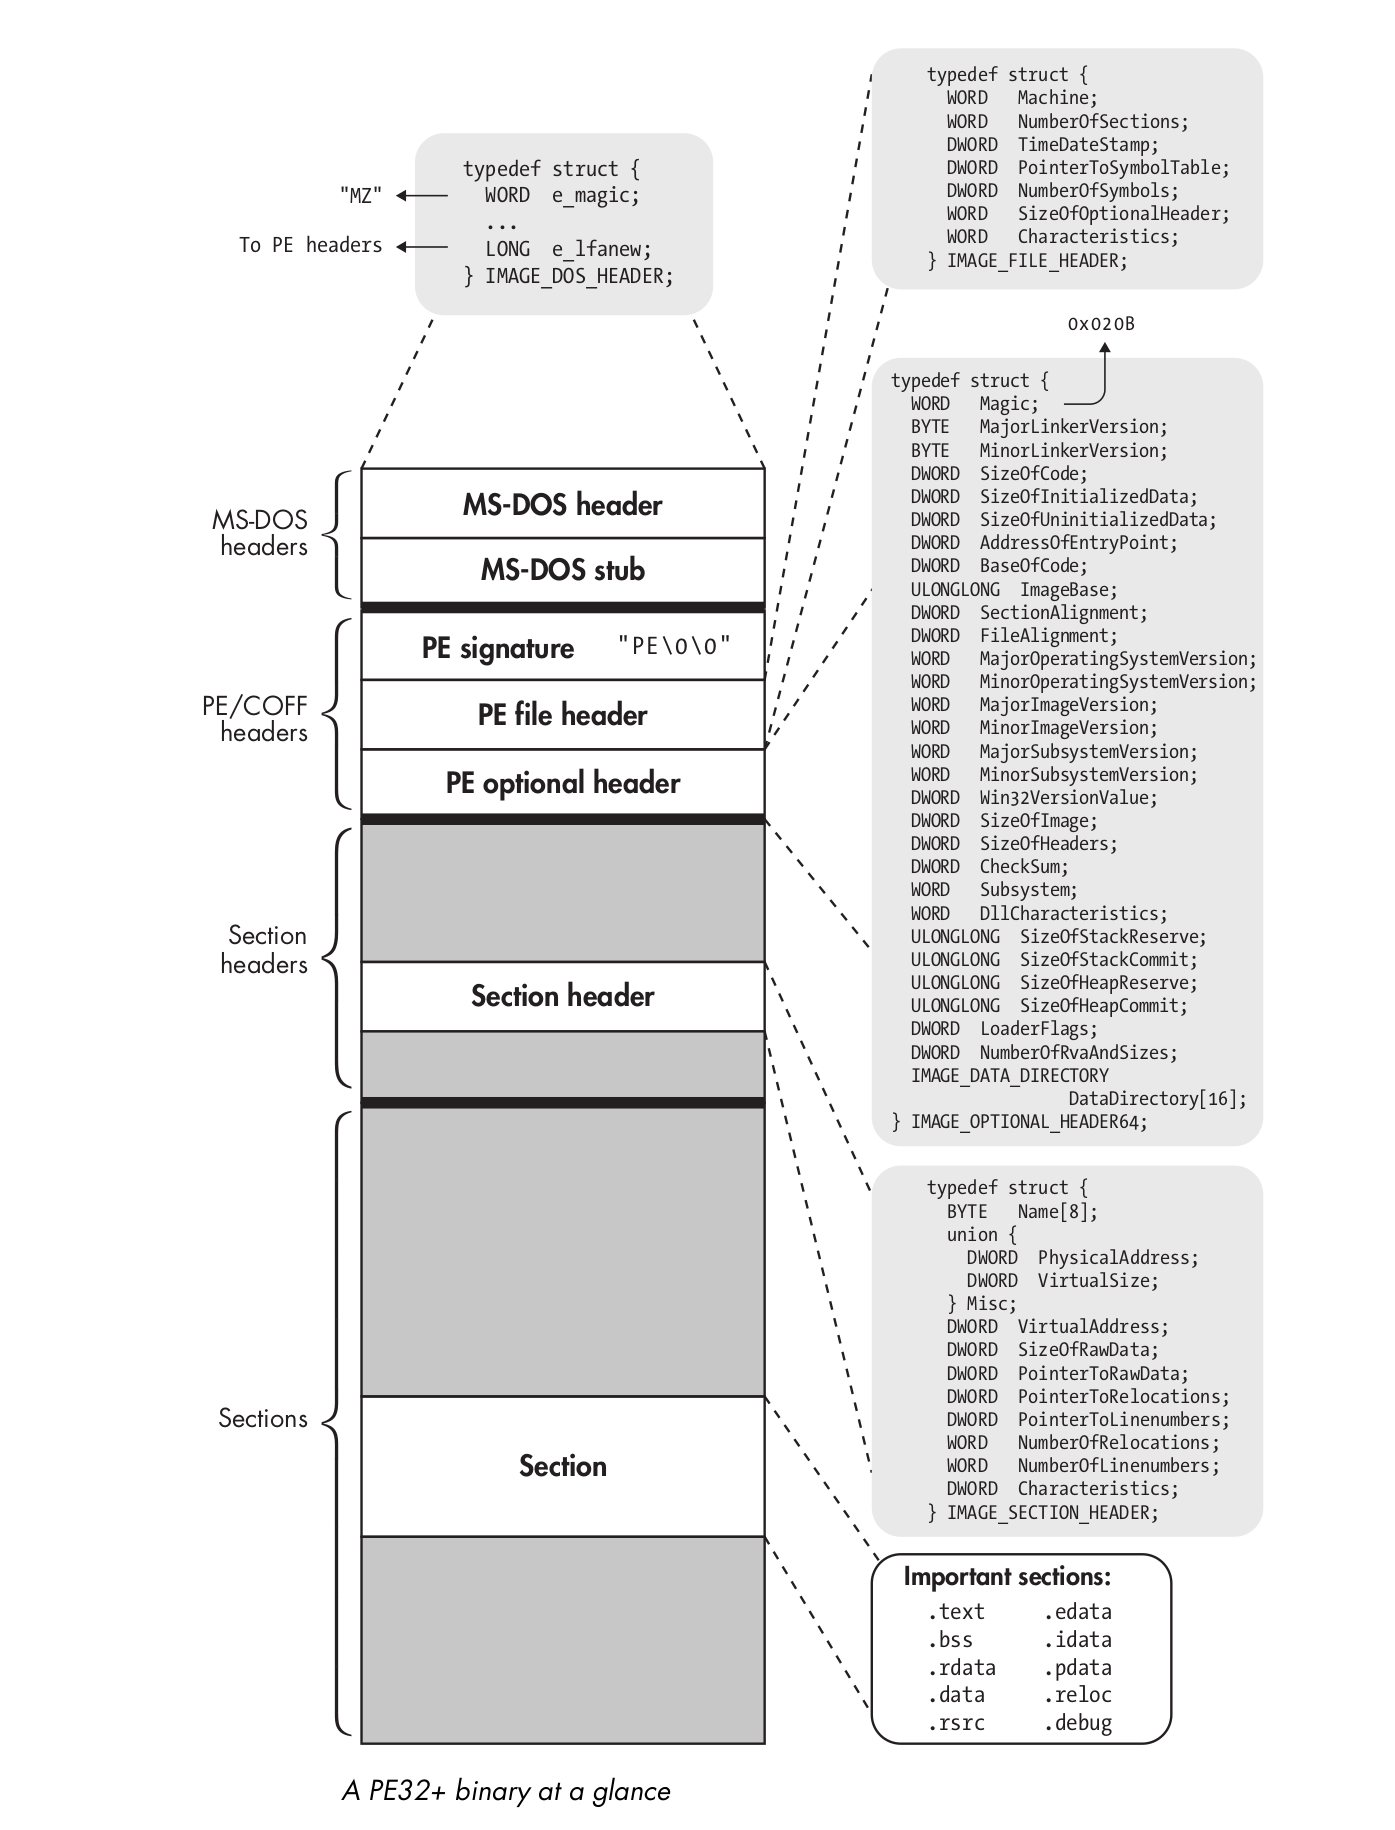 typedef struct {
WORD e_magic;
...
LONG e_lfanew;
} IMAGE_DOS_HEADER;
"MZ"
To PE headers
MS-DOS headers
MS-DOS header
MS-DOS stub
PE/COFF headers
PE signature "PE\0\0"
PE file header
PE optional header
Section headers
Section header
Sections
Section
typedef struct {
WORD Machine;
WORD NumberOfSections;
DWORD TimeDateStamp;
DWORD PointerToSymbolTable;
DWORD NumberOfSymbols;
WORD SizeOfOptionalHeader;
WORD Characteristics;
} IMAGE_FILE_HEADER;
0x020B
typedef struct {
WORD Magic;
BYTE MajorLinkerVersion;
BYTE MinorLinkerVersion;
DWORD SizeOfCode;
DWORD SizeOfInitializedData;
DWORD SizeOfUninitializedData;
DWORD AddressOfEntryPoint;
DWORD BaseOfCode;
ULONGLONG ImageBase;
DWORD SectionAlignment;
DWORD FileAlignment;
WORD MajorOperatingSystemVersion;
WORD MinorOperatingSystemVersion;
WORD MajorImageVersion;
WORD MinorImageVersion;
WORD MajorSubsystemVersion;
WORD MinorSubsystemVersion;
DWORD Win32VersionValue;
DWORD SizeOfImage;
DWORD SizeOfHeaders;
DWORD CheckSum;
WORD Subsystem;
WORD DllCharacteristics;
ULONGLONG SizeOfStackReserve;
ULONGLONG SizeOfStackCommit;
ULONGLONG SizeOfHeapReserve;
ULONGLONG SizeOfHeapCommit;
DWORD LoaderFlags;
DWORD NumberOfRvaAndSizes;
IMAGE_DATA_DIRECTORY
DataDirectory[16];
} IMAGE_OPTIONAL_HEADER64;
typedef struct {
BYTE Name[8];
union {
DWORD PhysicalAddress;
DWORD VirtualSize;
} Misc;
DWORD VirtualAddress;
DWORD SizeOfRawData;
DWORD PointerToRawData;
DWORD PointerToRelocations;
DWORD PointerToLinenumbers;
WORD NumberOfRelocations;
WORD NumberOfLinenumbers;
DWORD Characteristics;
} IMAGE_SECTION_HEADER;
Important sections:
.text .edata
.bss .idata
.rdata .pdata
.data .reloc
.rsrc .debug
A PE32+ binary at a glance